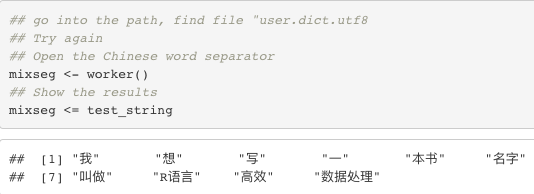 ## go into the path, find file "user.dict.utf8
## Try again
## Open the Chinese word separator
mixseg <- worker()
## Show the results
mixseg <= test_string
## [1] "我" "想" "写" "一" "本书" "名字"
## [7] "叫做" "R语言" "高效" "数据处理"